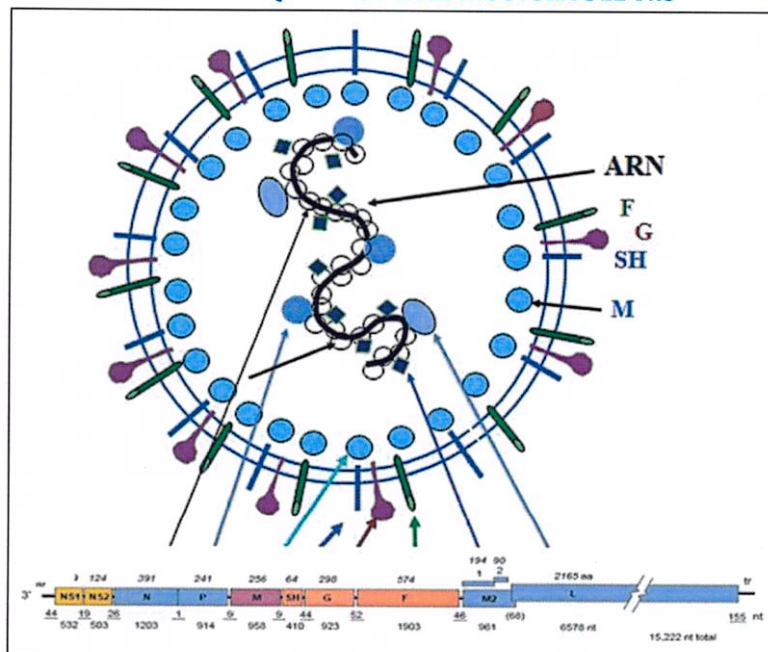 ARN
F
G
SH
M
194 90
1 2
124 391 241 256 64 298 574 2165 aa
tr
3' NS1 NS2 N P M SH G F M2 L
44 19 26 1 9 9 44 52 46 (68) 155 nt
532 503 1203 914 958 410 923 1903 961 6578 nt
15,222 nt total